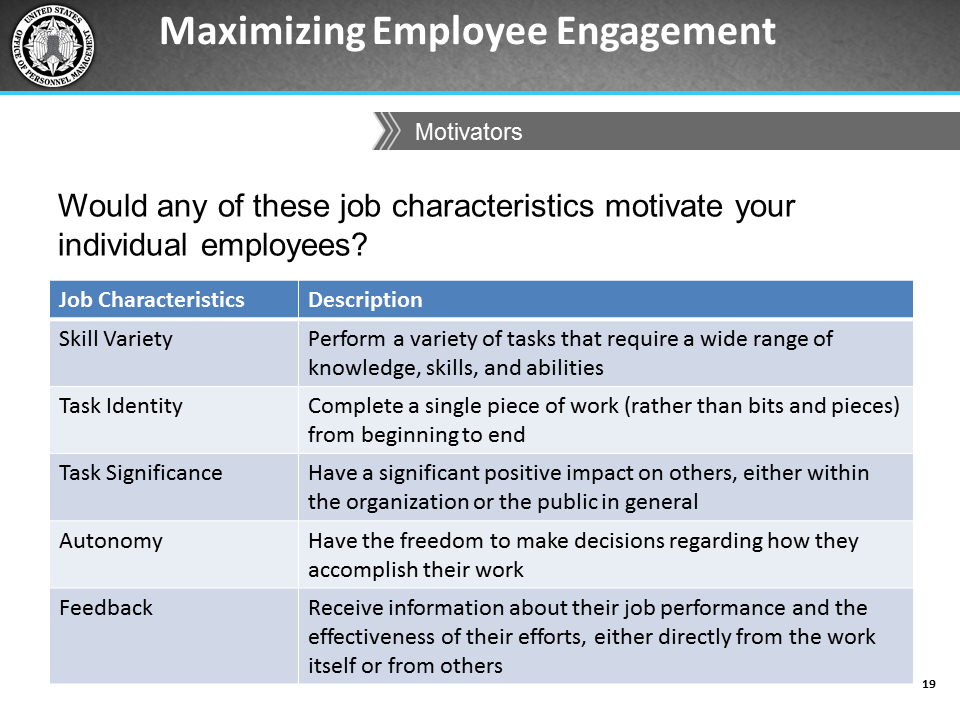 UNITED STATES
OFFICE OF PERSONNEL MANAGEMENT
Maximizing Employee Engagement
Motivators
Would any of these job characteristics motivate your
individual employees?
Job Characteristics Description
Skill Variety Perform a variety of tasks that require a wide range of
knowledge, skills, and abilities
Task Identity Complete a single piece of work (rather than bits and pieces)
from beginning to end
Task Significance Have a significant positive impact on others, either within
the organization or the public in general
Autonomy Have the freedom to make decisions regarding how they
accomplish their work
Feedback Receive information about their job performance and the
effectiveness of their efforts, either directly from the work
itself or from others
19